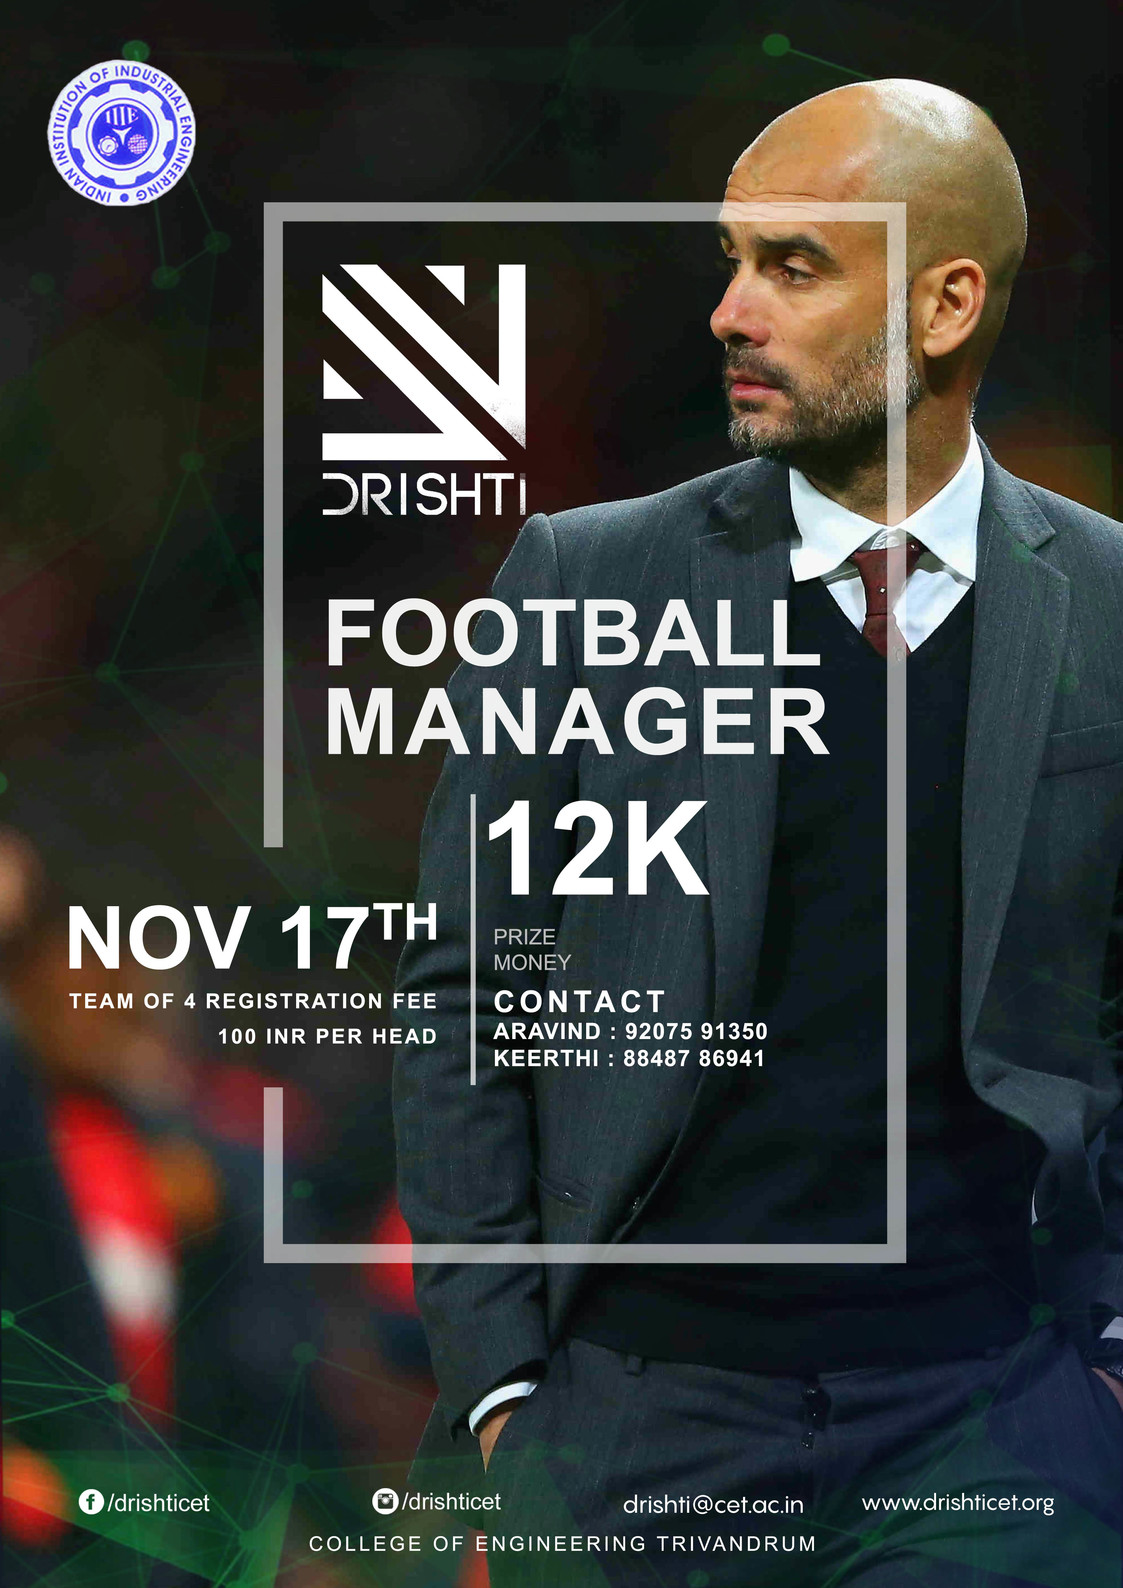 INDIAN INSTITUTION OF INDUSTRIAL ENGINEERING
IIIE
DRISHTI
FOOTBALL
MANAGER
12K
PRIZE
MONEY
NOV 17TH
TEAM OF 4 REGISTRATION FEE
100 INR PER HEAD
CONTACT
ARAVIND : 92075 91350
KEERTHI : 88487 86941
/drishticet
/drishticet
drishti@cet.ac.in
www.drishticet.org
COLLEGE OF ENGINEERING TRIVANDRUM